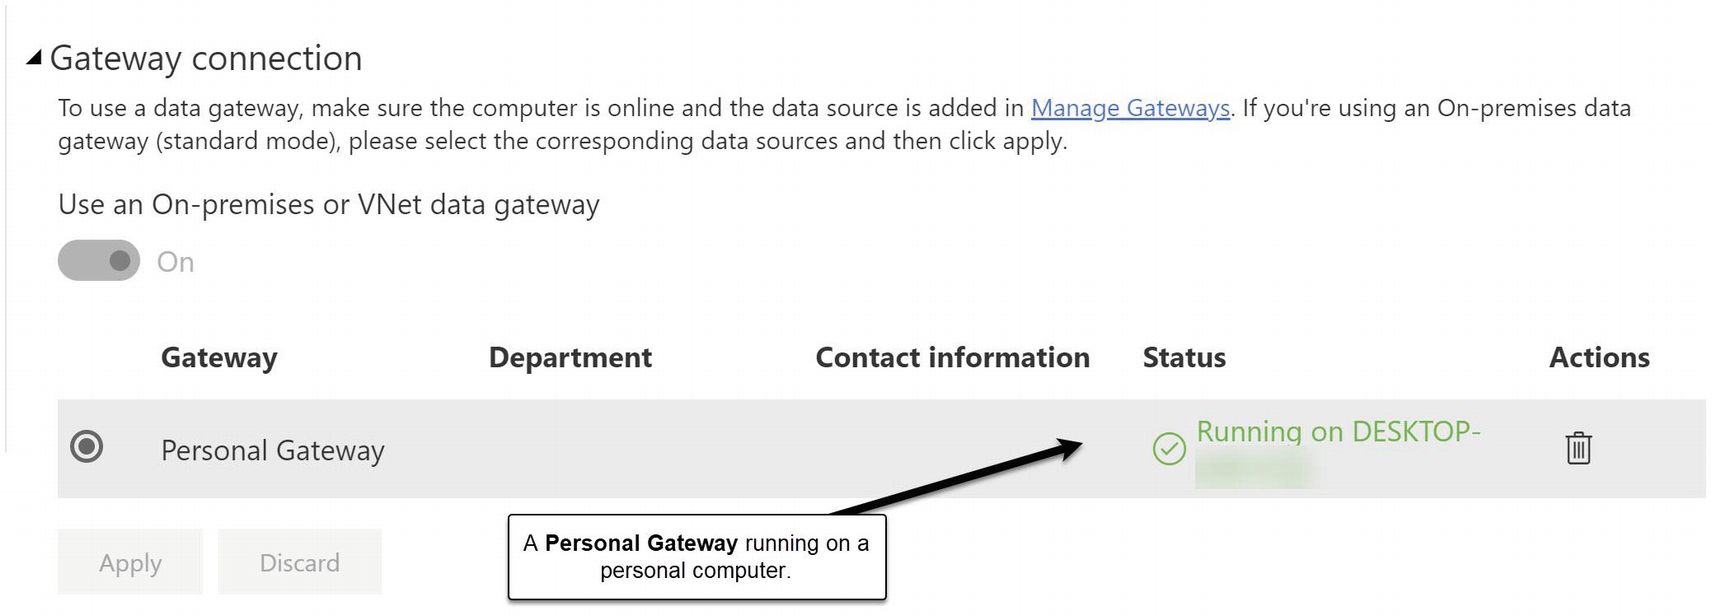 Gateway connection
To use a data gateway, make sure the computer is online and the data source is added in Manage Gateways. If you're using an On-premises data
gateway (standard mode), please select the corresponding data sources and then click apply.
Use an On-premises or VNet data gateway
On
Gateway Department Contact information Status Actions
Personal Gateway Running on DESKTOP-
Apply Discard
A Personal Gateway running on a
personal computer.